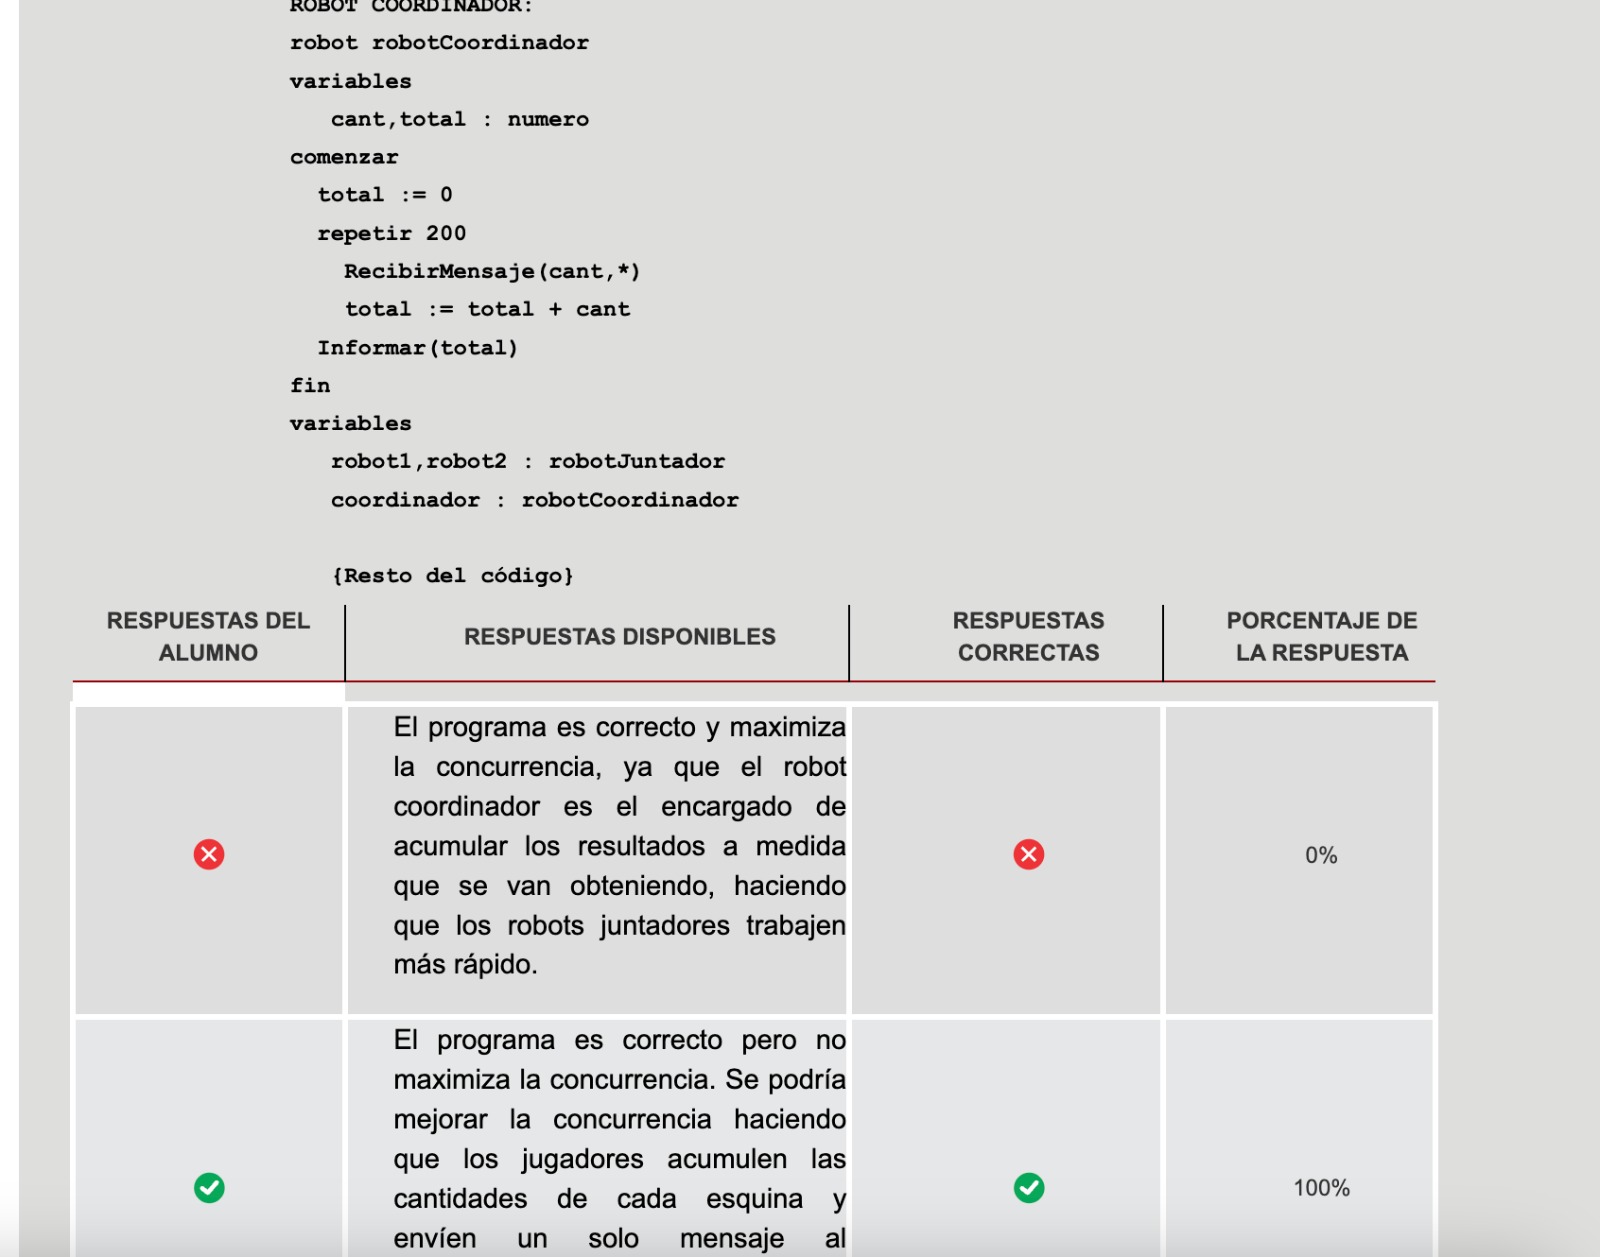 ROBOT COORDINADOR:
robot robotCoordinador
variables
cant,total : numero
comenzar
total := 0
repetir 200
RecibirMensaje(cant,*)
total := total + cant
Informar(total)
fin
variables
robot1,robot2 : robotJuntador
coordinador : robotCoordinador
{Resto del código}
RESPUESTAS DEL ALUMNO
RESPUESTAS DISPONIBLES
RESPUESTAS CORRECTAS
PORCENTAJE DE LA RESPUESTA
El programa es correcto y maximiza
la concurrencia, ya que el robot
coordinador es el encargado de
acumular los resultados a medida
que se van obteniendo, haciendo
que los robots juntadores trabajen
más rápido.
0%
El programa es correcto pero no
maximiza la concurrencia. Se podría
mejorar la concurrencia haciendo
que los jugadores acumulen las
cantidades de cada esquina y
envíen un solo mensaje al
100%